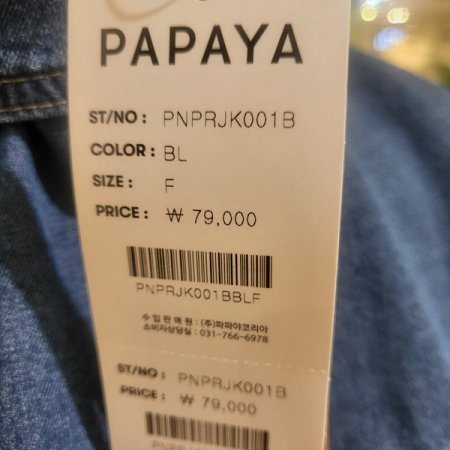 PAPAYA
ST/NO : PNPRJK001B
COLOR : BL
SIZE : F
PRICE : ₩ 79,000
PNPRJK001BBLF
수 입 판 매 원 : (주)파파야코리아
소비자상담실 : 031-766-6978
ST/NO : PNPRJK001B
PRICE : ₩ 79,000